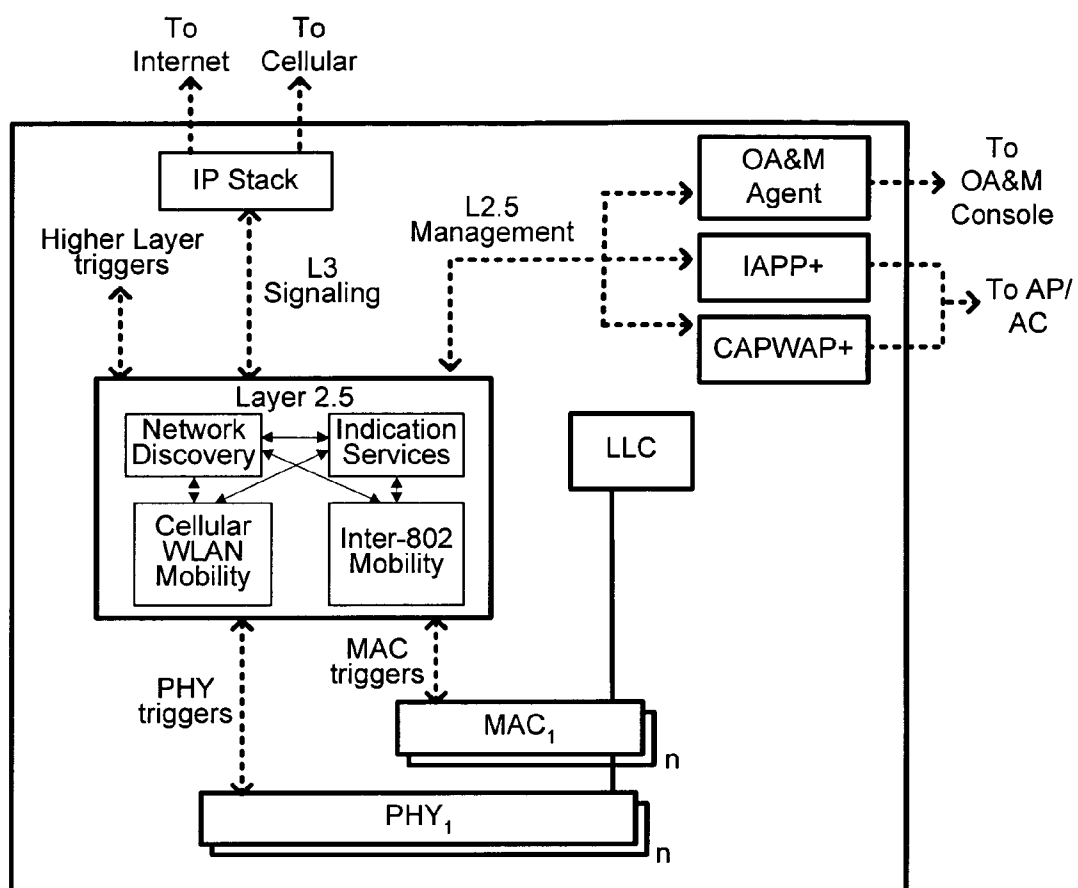 To
Internet
To
Cellular
IP Stack
OA&M
Agent
To
OA&M
Console
Higher Layer
triggers
L3
Signaling
L2.5
Management
IAPP+
CAPWAP+
To AP/
AC
Layer 2.5
Network
Discovery
Indication
Services
Cellular
WLAN
Mobility
Inter-802
Mobility
LLC
PHY
triggers
MAC
triggers
MAC₁
n
PHY₁
n